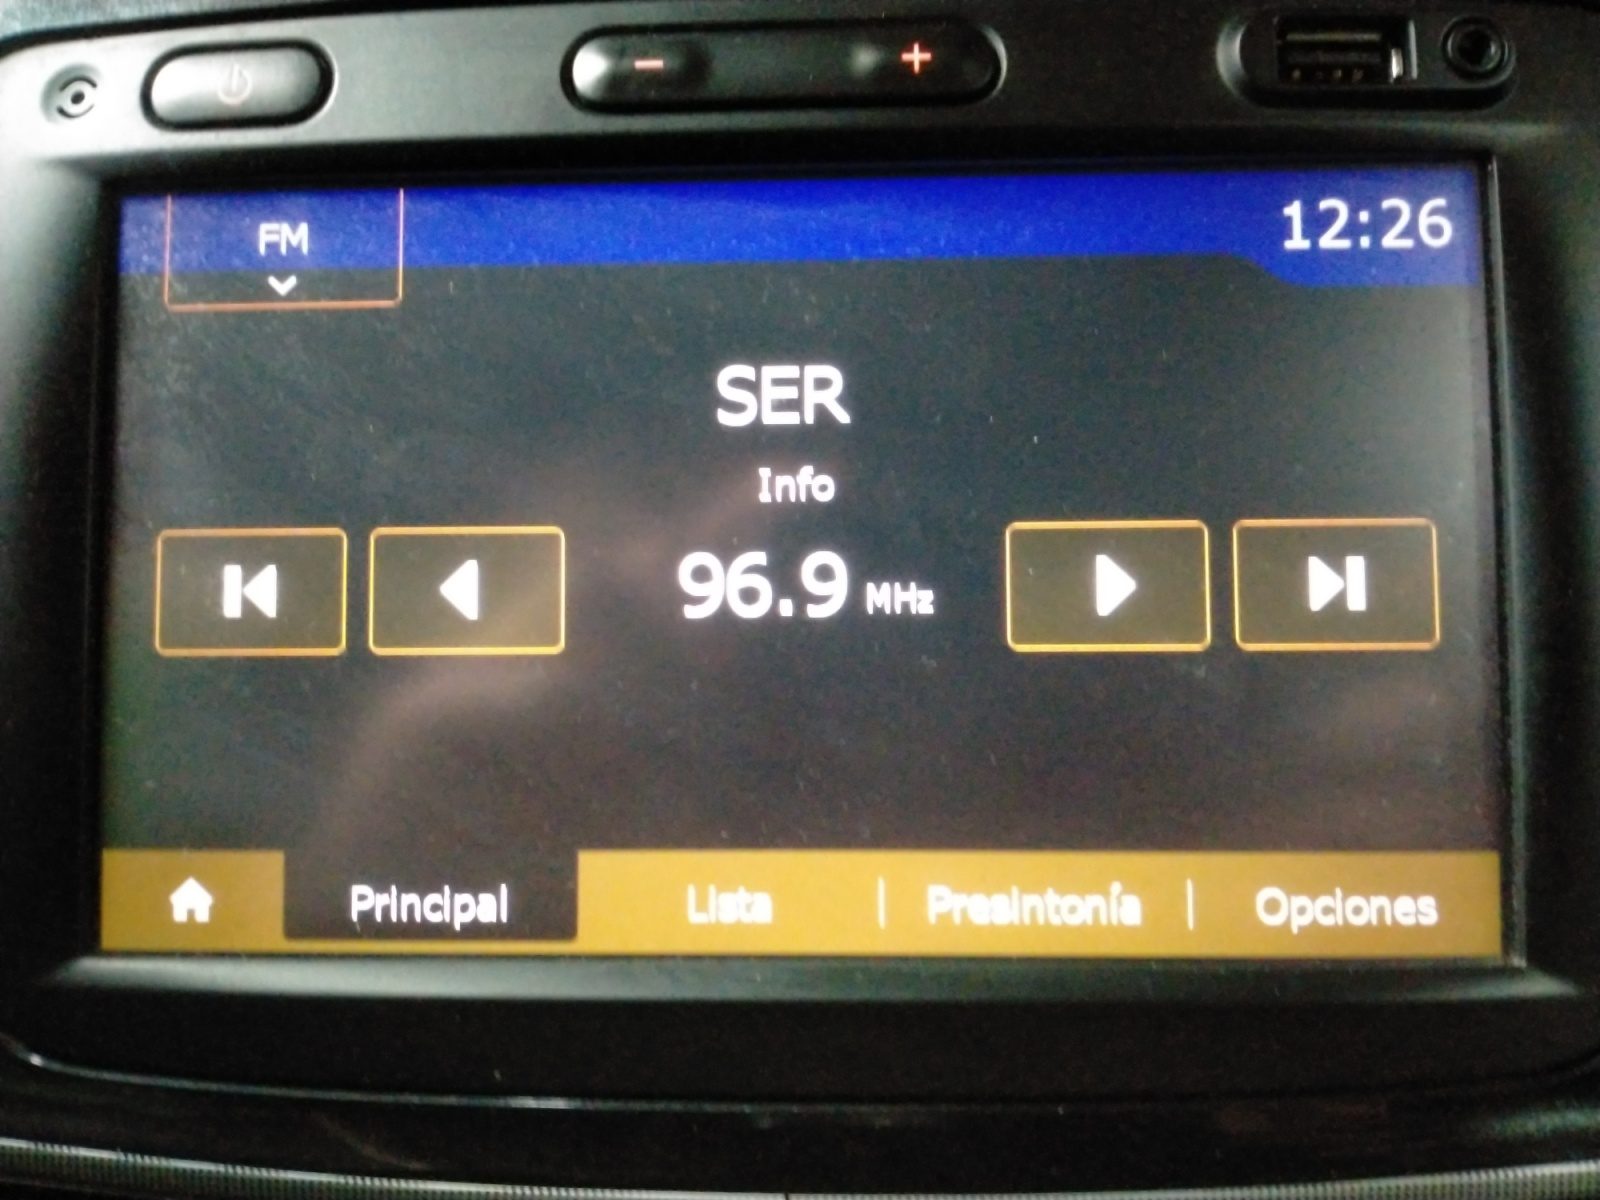 FM
12:26
SER
Info
96.9 MHz
Principal
Lista
Presintonía
Opciones